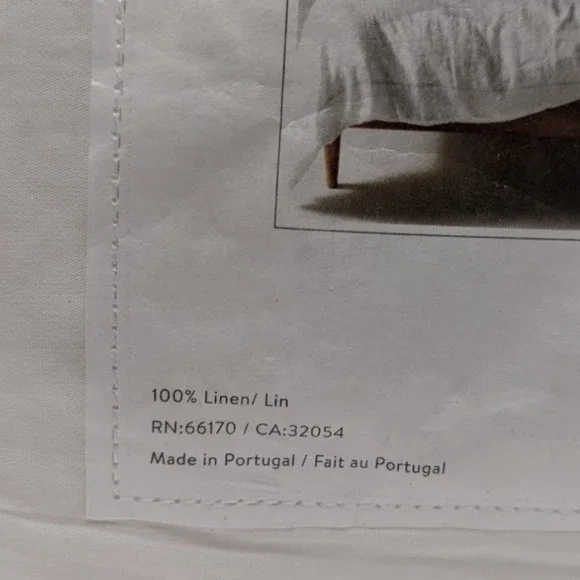 100% Linen/ Lin
RN:66170 / CA:32054
Made in Portugal / Fait au Portugal